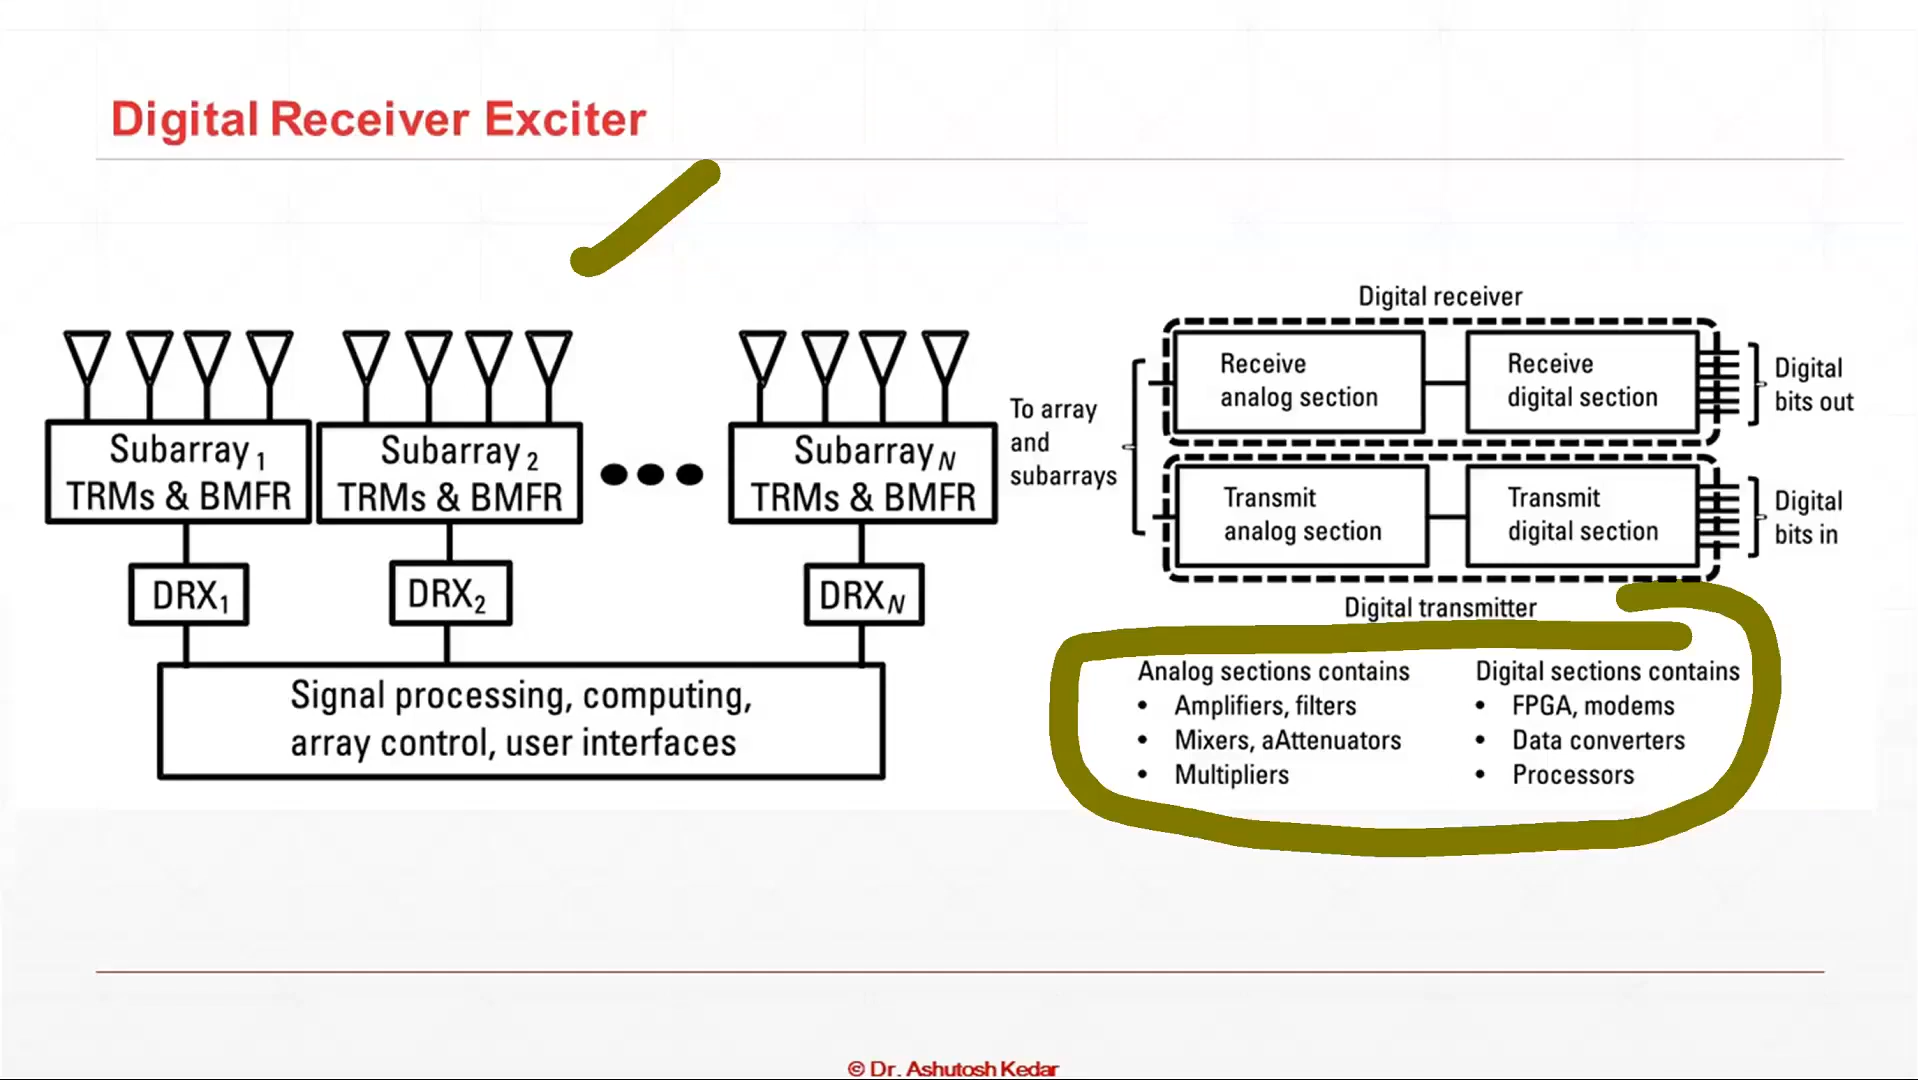 Digital Receiver Exciter
Subarray 1
TRMs & BMFR
Subarray 2
TRMs & BMFR
Subarray N
TRMs & BMFR
DRX1
DRX2
DRXN
Signal processing, computing,
array control, user interfaces
Digital receiver
To array
and
subarrays
Receive
analog section
Receive
digital section
Digital
bits out
Transmit
analog section
Transmit
digital section
Digital
bits in
Digital transmitter
Analog sections contains
• Amplifiers, filters
• Mixers, aAttenuators
• Multipliers
Digital sections contains
• FPGA, modems
• Data converters
• Processors
© Dr. Ashutosh Kedar